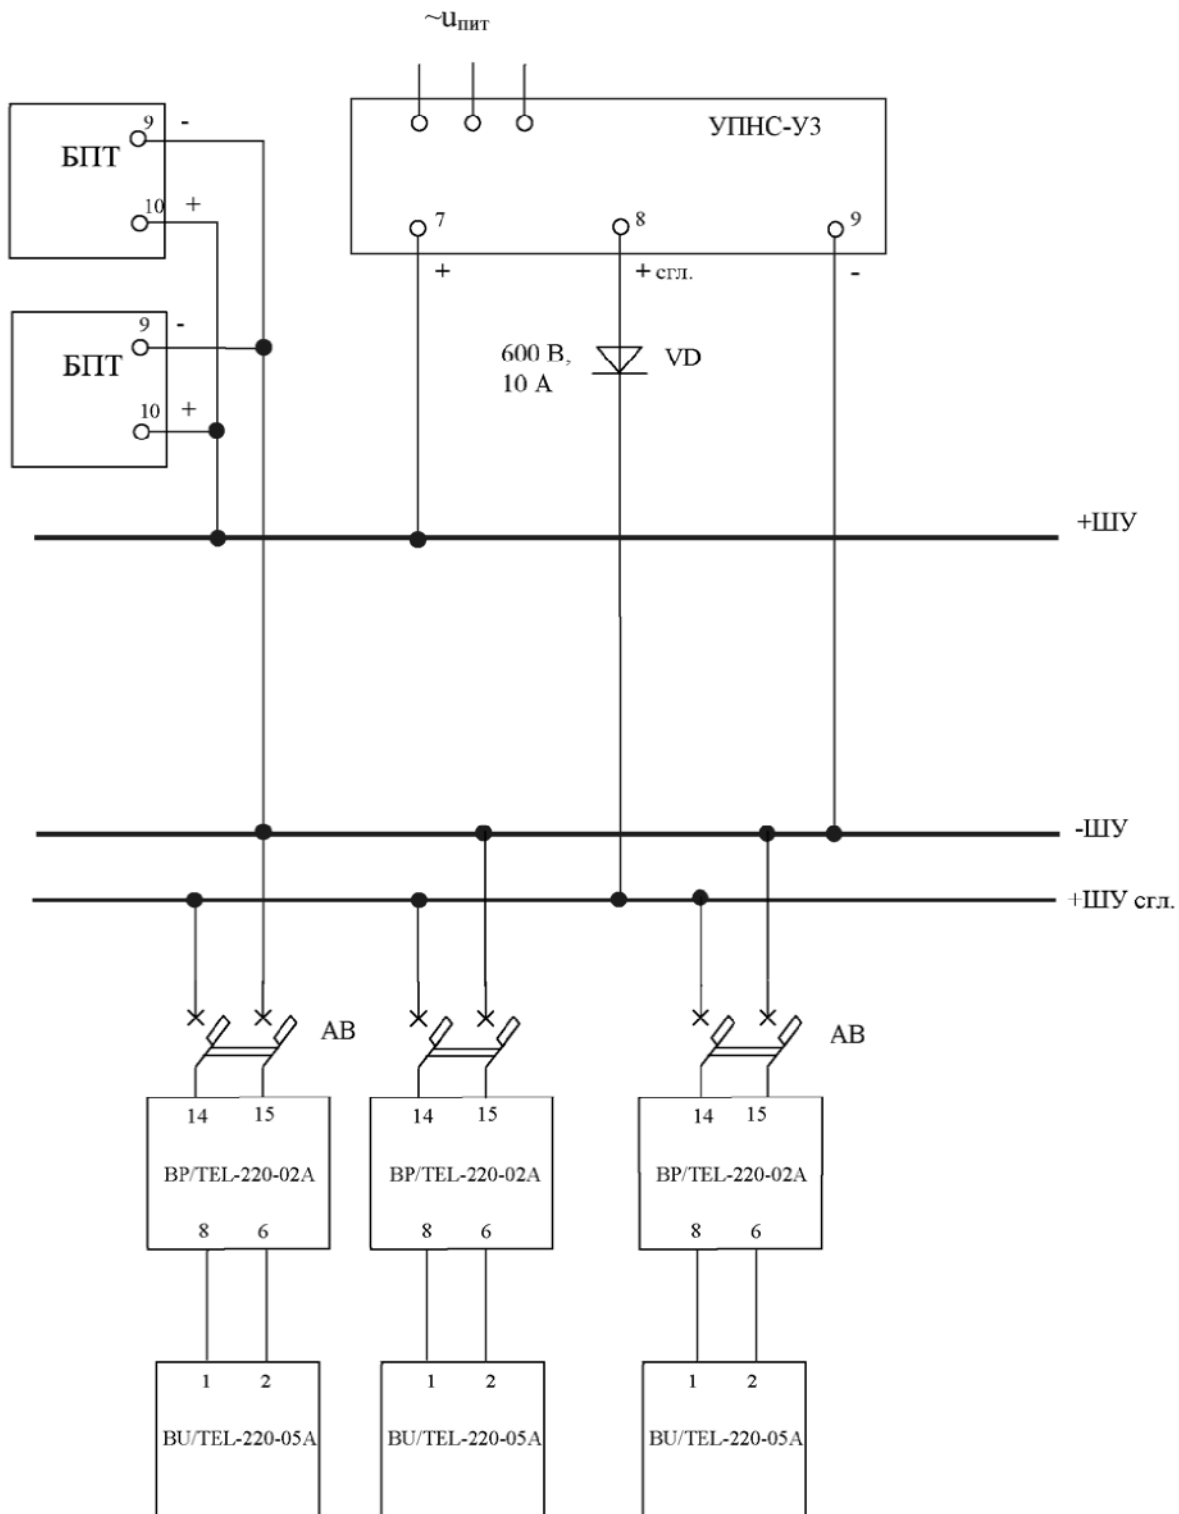 ~uпит
УПНС-У3
9 -
БПТ
10 +
7
8
9
+
+ сгл.
-
9 -
БПТ
10 +
600 В,
10 А
VD
+ШУ
-ШУ
+ШУ сгл.
АВ
АВ
14 15
14 15
14 15
BP/TEL-220-02A
BP/TEL-220-02A
BP/TEL-220-02A
8 6
8 6
8 6
1 2
1 2
1 2
BU/TEL-220-05A
BU/TEL-220-05A
BU/TEL-220-05A